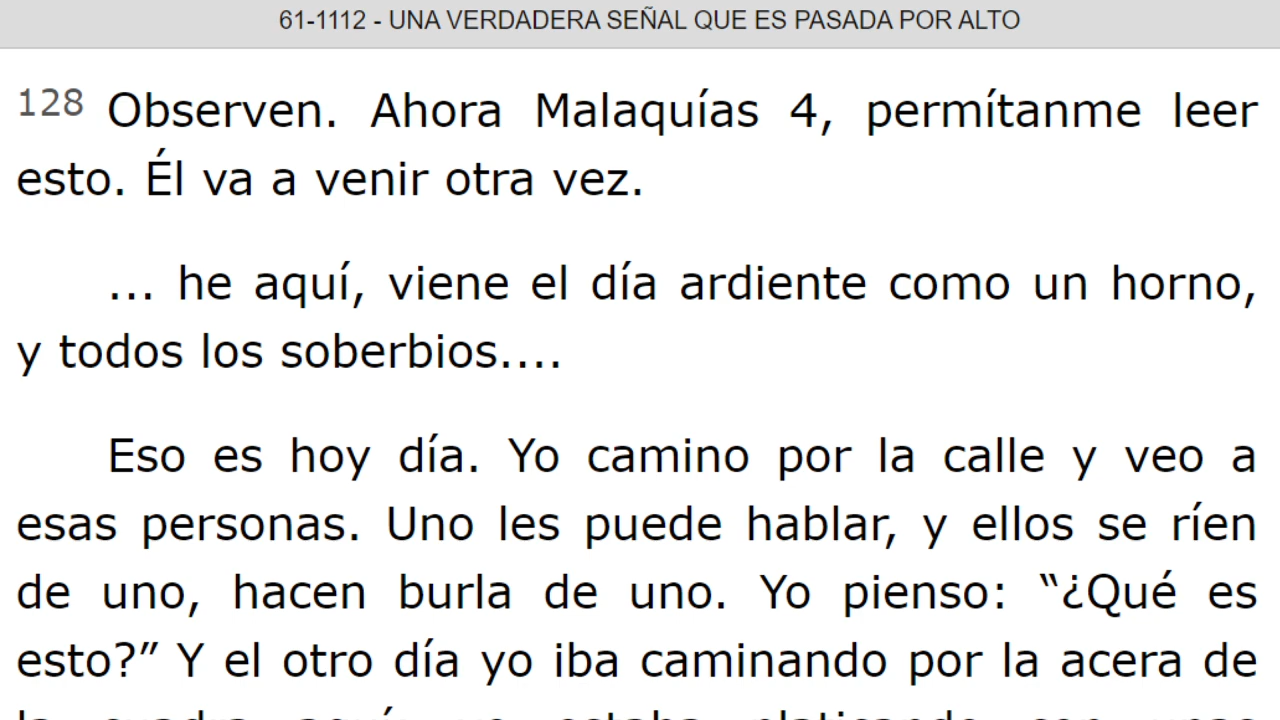 61-1112 - UNA VERDADERA SEÑAL QUE ES PASADA POR ALTO
128 Observen. Ahora Malaquías 4, permítanme leer
esto. Él va a venir otra vez.
... he aquí, viene el día ardiente como un horno,
y todos los soberbios....
Eso es hoy día. Yo camino por la calle y veo a
esas personas. Uno les puede hablar, y ellos se ríen
de uno, hacen burla de uno. Yo pienso: “¿Qué es
esto?” Y el otro día yo iba caminando por la acera de